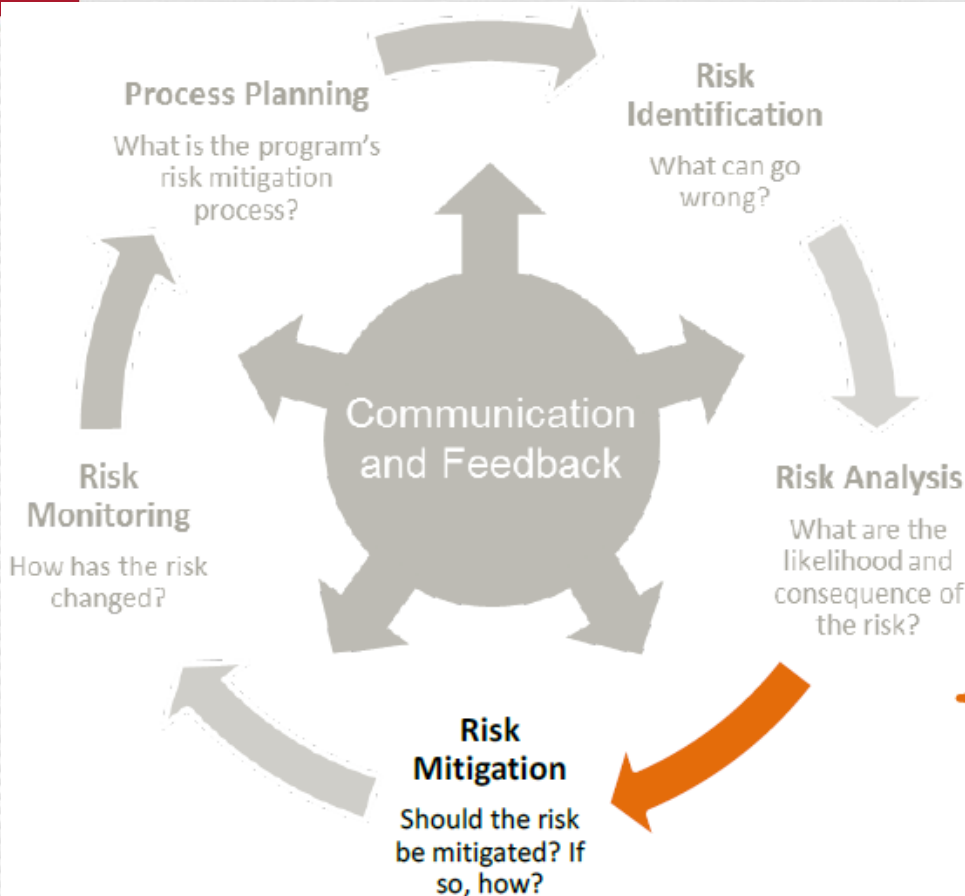 Process Planning
What is the program's
risk mitigation
process?
Risk
Identification
What can go
wrong?
Communication
and Feedback
Risk Analysis
What are the
likelihood and
consequence of
the risk?
Risk
Mitigation
Should the risk
be mitigated? If
so, how?
Risk
Monitoring
How has the risk
changed?